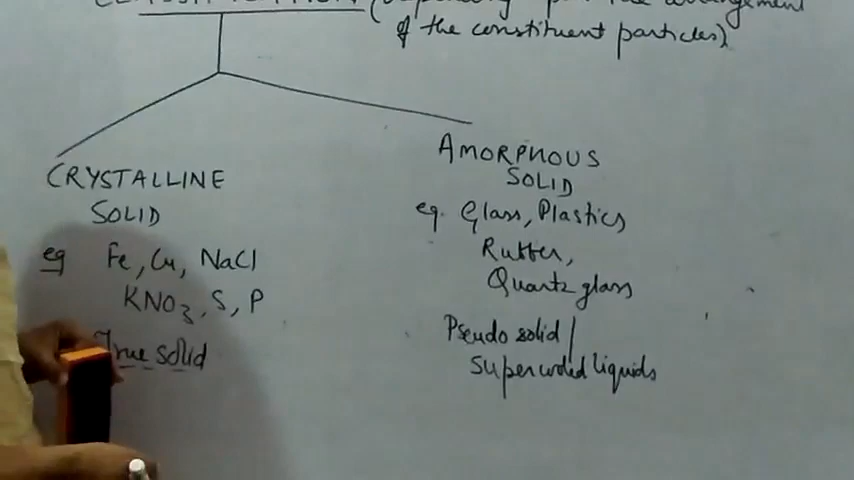 CLASSIFICATION (Depending upon the arrangement
of the constituent particles)
CRYSTALLINE
SOLID
eg Fe, Cu, NaCl
KNO3, S, P
True solid
AMORPHOUS
SOLID
eg. Glass, Plastics
Rubber,
Quartz glass
Pseudo solid /
Supercooled liquids